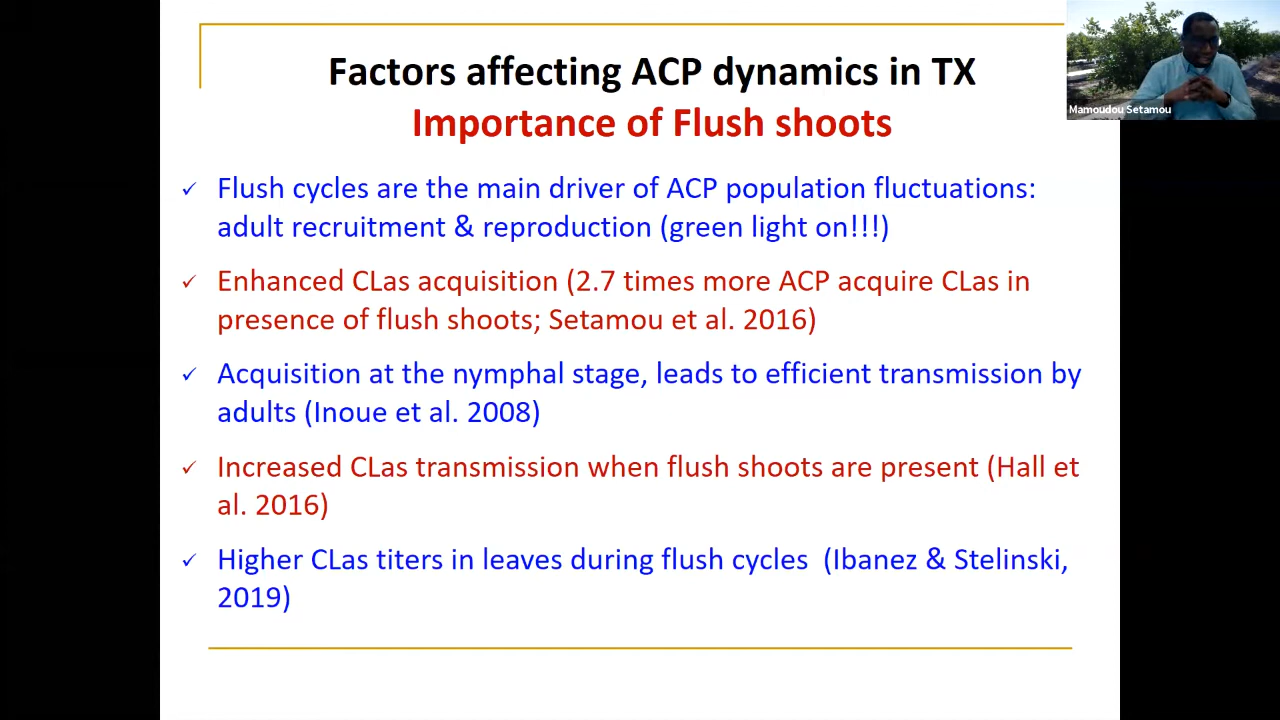 Factors affecting ACP dynamics in TX
Importance of Flush shoots
Mamoudou Setamou
✓ Flush cycles are the main driver of ACP population fluctuations:
adult recruitment & reproduction (green light on!!!)
✓ Enhanced CLas acquisition (2.7 times more ACP acquire CLas in
presence of flush shoots; Setamou et al. 2016)
✓ Acquisition at the nymphal stage, leads to efficient transmission by
adults (Inoue et al. 2008)
✓ Increased CLas transmission when flush shoots are present (Hall et
al. 2016)
✓ Higher CLas titers in leaves during flush cycles (Ibanez & Stelinski,
2019)